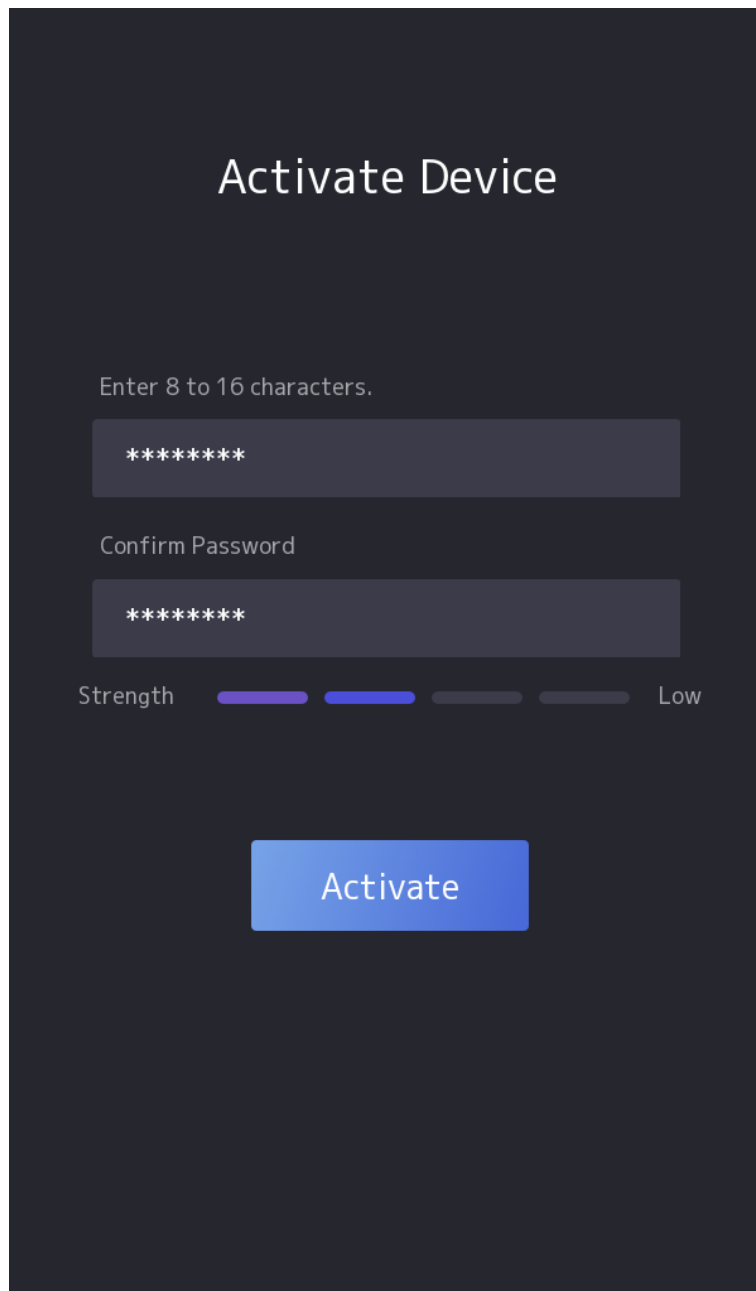 Activate Device
Enter 8 to 16 characters.
********
Confirm Password
********
Strength Low
Activate